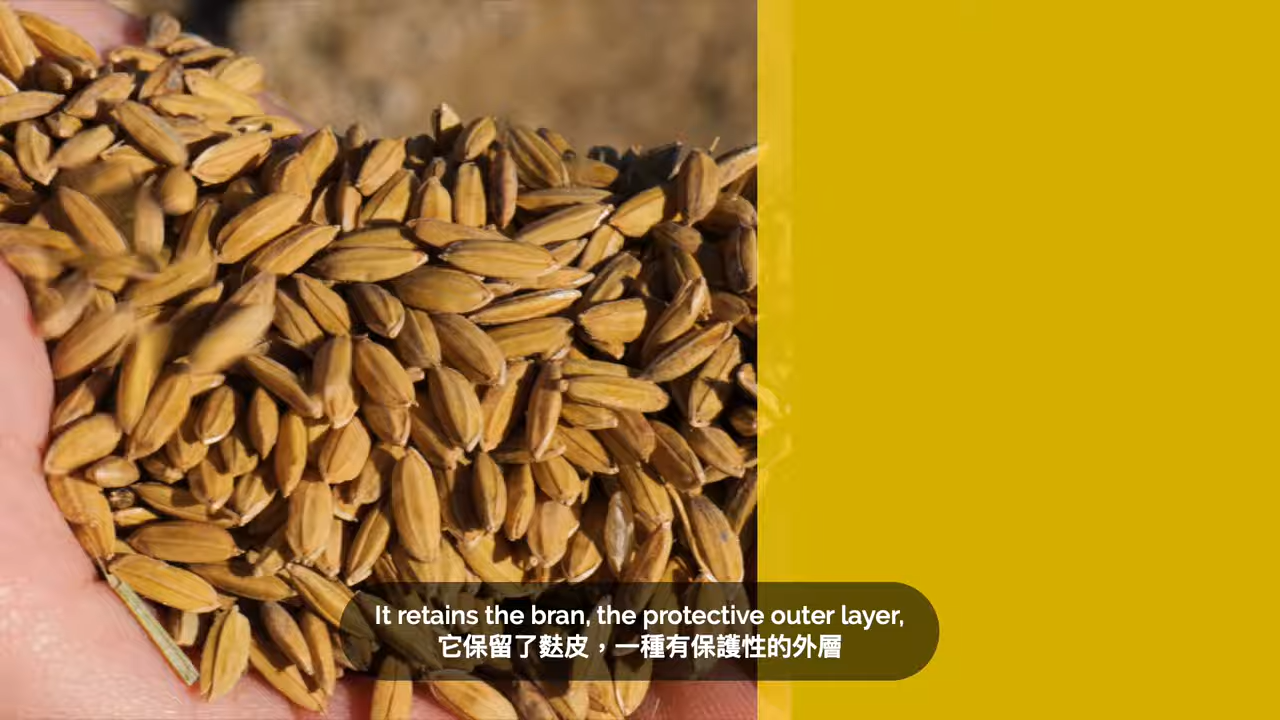 It retains the bran, the protective outer layer,
它保留了麩皮，一種有保護性的外層